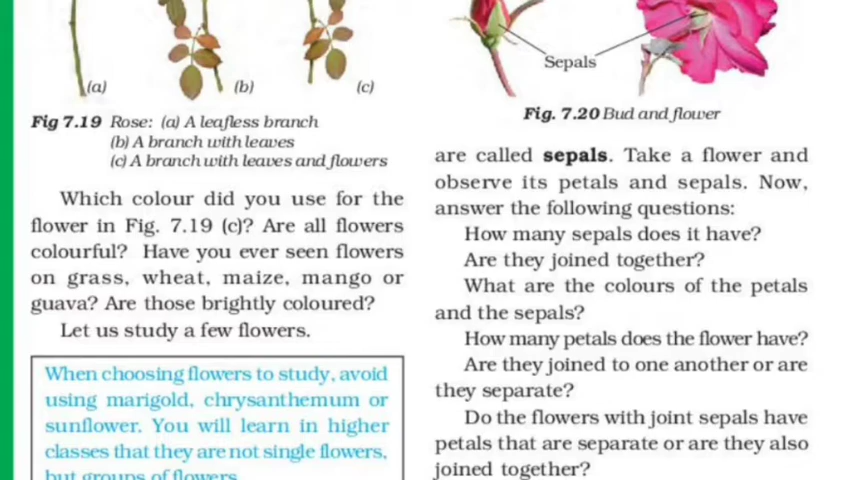 (a)
(b)
(c)
Fig 7.19 Rose: (a) A leafless branch
(b) A branch with leaves
(c) A branch with leaves and flowers
Which colour did you use for the
flower in Fig. 7.19 (c)? Are all flowers
colourful? Have you ever seen flowers
on grass, wheat, maize, mango or
guava? Are those brightly coloured?
Let us study a few flowers.
When choosing flowers to study, avoid
using marigold, chrysanthemum or
sunflower. You will learn in higher
classes that they are not single flowers,
but groups of flowers
Sepals
Fig. 7.20 Bud and flower
are called sepals. Take a flower and
observe its petals and sepals. Now,
answer the following questions:
How many sepals does it have?
Are they joined together?
What are the colours of the petals
and the sepals?
How many petals does the flower have?
Are they joined to one another or are
they separate?
Do the flowers with joint sepals have
petals that are separate or are they also
joined together?